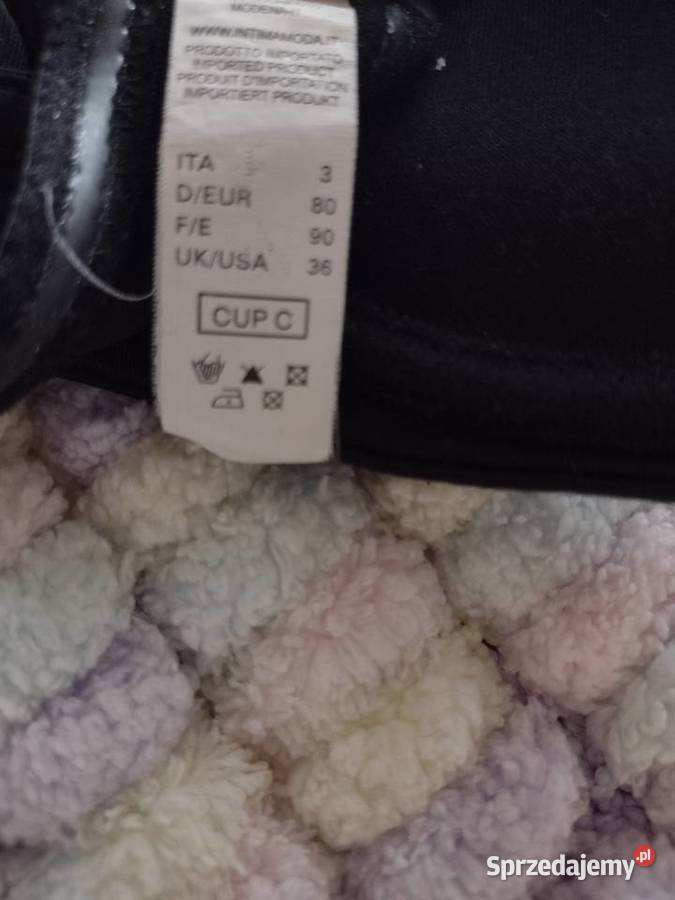 WWW.INTIMAMODA.IT
PRODOTTO IMPORTATO
IMPORTED PRODUCT
PRODUIT D'IMPORTATION
IMPORTIERT PRODUKT
ITA 3
D/EUR 80
F/E 90
UK/USA 36
CUP C
Sprzedajemy.pl